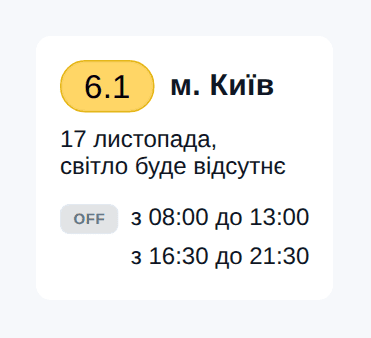 6.1 м. Київ
17 листопада,
світло буде відсутнє
OFF з 08:00 до 13:00
з 16:30 до 21:30